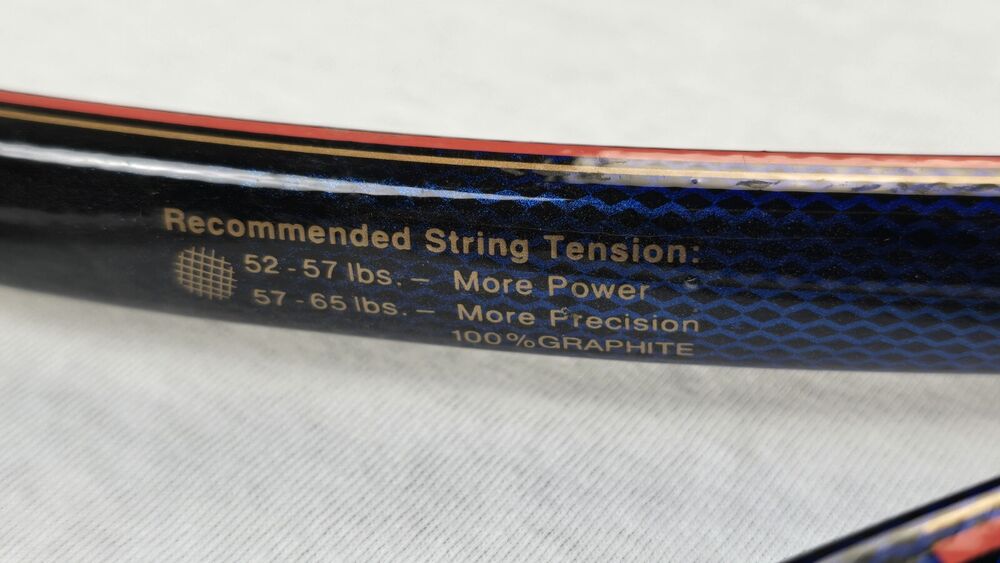 Recommended String Tension:
52 - 57 lbs. – More Power
57 - 65 lbs. – More Precision
100%GRAPHITE